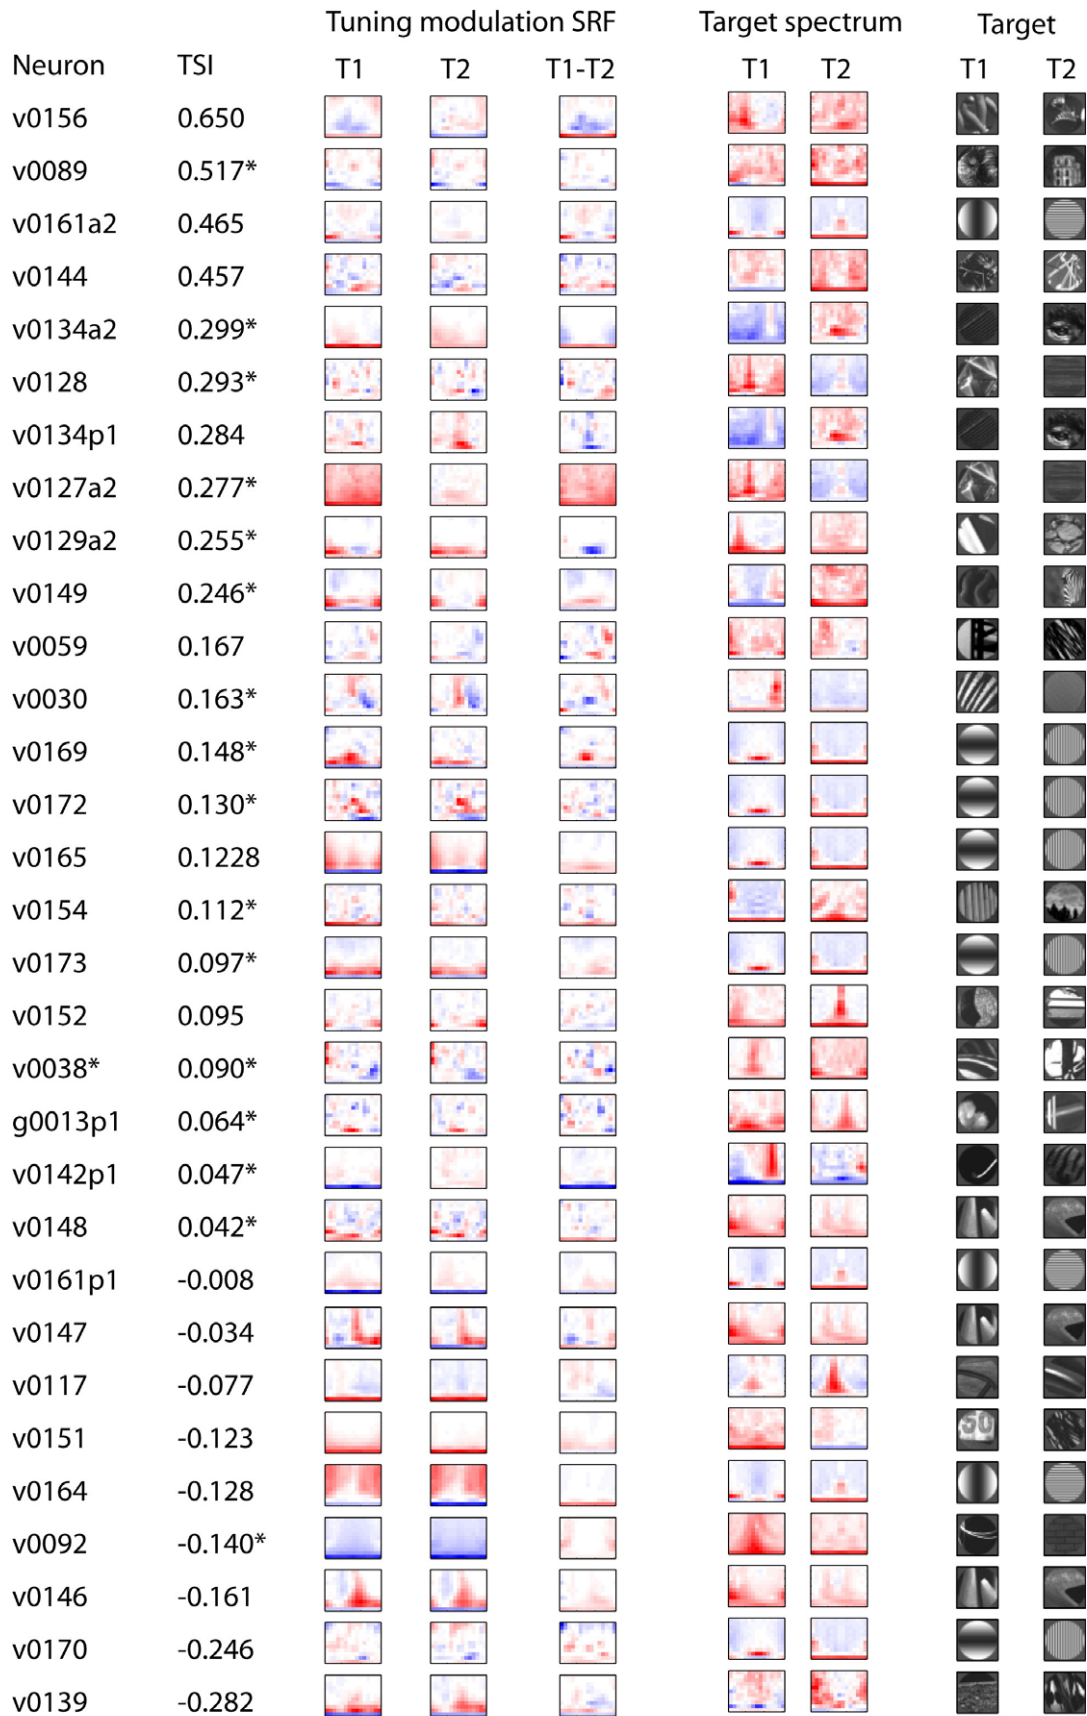 Tuning modulation SRF Target spectrum Target
Neuron TSI T1 T2 T1-T2 T1 T2 T1 T2
v0156 0.650
v0089 0.517*
v0161a2 0.465
v0144 0.457
v0134a2 0.299*
v0128 0.293*
v0134p1 0.284
v0127a2 0.277*
v0129a2 0.255*
v0149 0.246*
v0059 0.167
v0030 0.163*
v0169 0.148*
v0172 0.130*
v0165 0.1228
v0154 0.112*
v0173 0.097*
v0152 0.095
v0038* 0.090*
g0013p1 0.064*
v0142p1 0.047*
v0148 0.042*
v0161p1 -0.008
v0147 -0.034
v0117 -0.077
v0151 -0.123
v0164 -0.128
v0092 -0.140*
v0146 -0.161
v0170 -0.246
v0139 -0.282